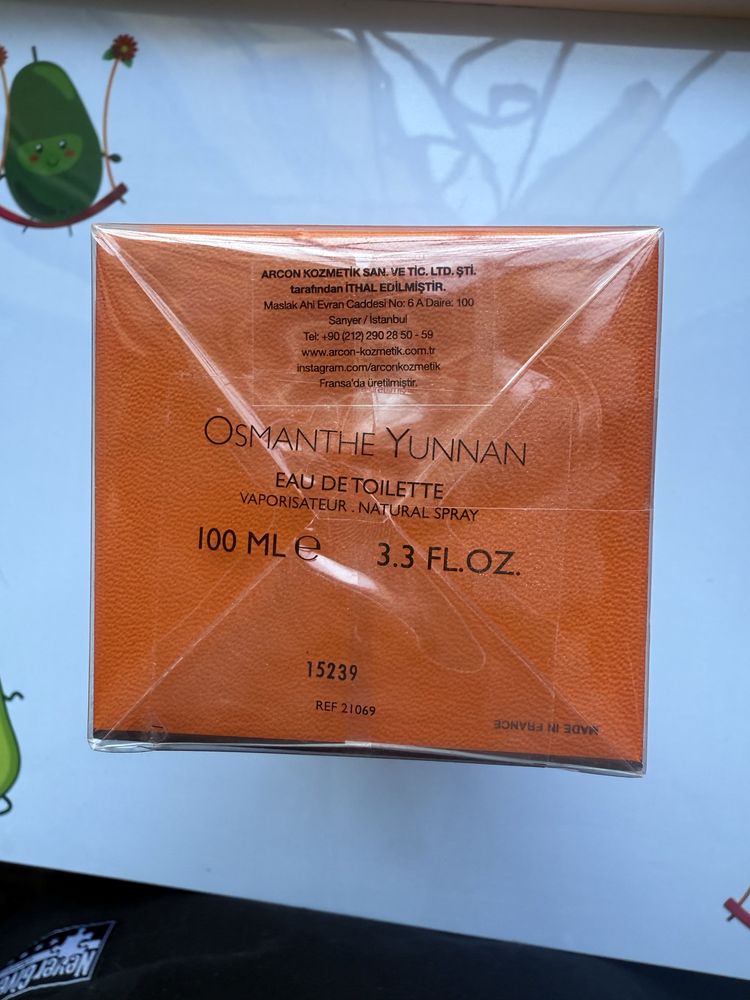 ARCON KOZMETİK SAN. VE TİC. LTD. ŞTİ.
tarafından İTHAL EDİLMİŞTİR.
Maslak Ahi Evran Caddesi No: 6 A Daire: 100
Sarıyer / İstanbul
Tel: +90 (212) 290 28 50 - 59
www.arcon-kozmetik.com.tr
instagram.com/arconkozmetik
Fransa'da üretilmiştir.
OSMANTHE YUNNAN
EAU DE TOILETTE
VAPORISATEUR . NATURAL SPRAY
100 ML ℮ 3.3 FL.OZ.
15239
REF 21069
MADE IN FRANCE
Never